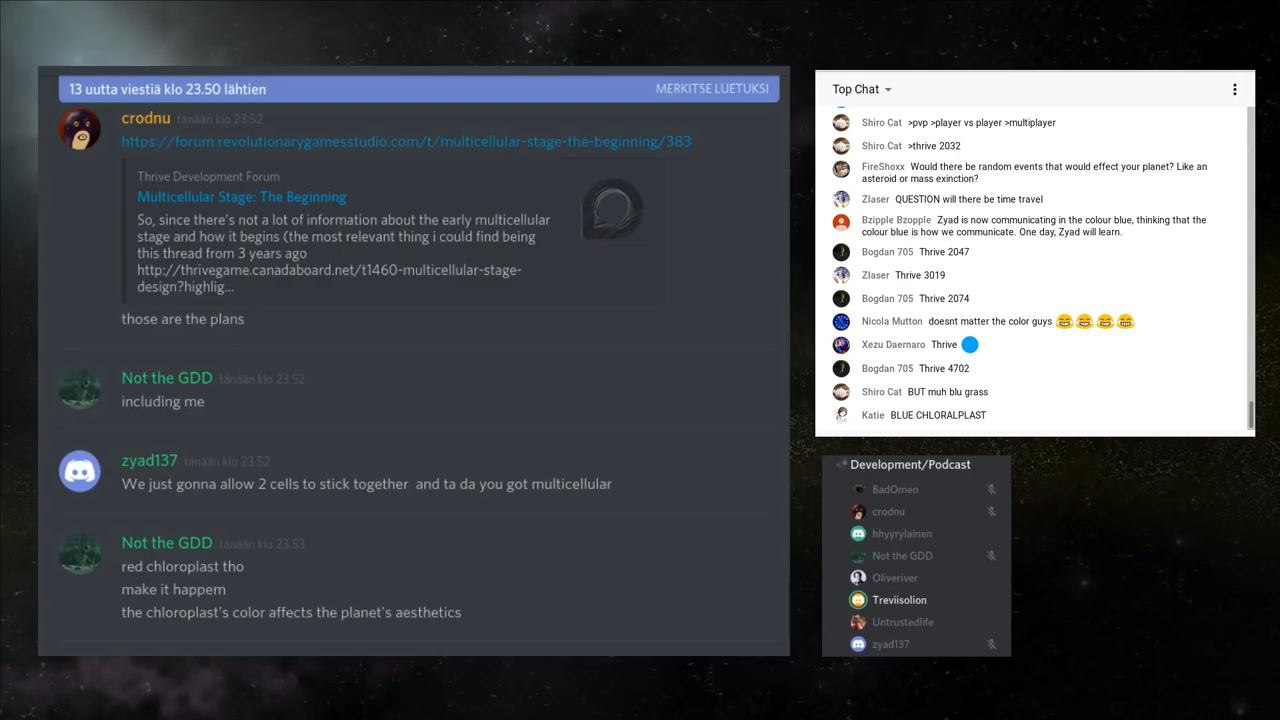 13 uutta viestiä klo 23.50 lähtien
MERKITSE LUETUKSI
crodnu tänään klo 23.52
https://forum.revolutionarygamesstudio.com/t/multicellular-stage-the-beginning/383
Thrive Development Forum
Multicellular Stage: The Beginning
So, since there's not a lot of information about the early multicellular
stage and how it begins (the most relevant thing i could find being
this thread from 3 years ago
http://thrivegame.canadaboard.net/t1460-multicellular-stage-
design?highlig...
those are the plans
Not the GDD tänään klo 23.52
including me
zyad137 tänään klo 23.52
We just gonna allow 2 cells to stick together and ta da you got multicellular
Not the GDD tänään klo 23.53
red chloroplast tho
make it happem
the chloroplast's color affects the planet's aesthetics
Top Chat
Shiro Cat >pvp >player vs player >multiplayer
Shiro Cat >thrive 2032
FireShoxx Would there be random events that would effect your planet? Like an
asteroid or mass exinction?
Zlaser QUESTION will there be time travel
Bzipple Bzopple Zyad is now communicating in the colour blue, thinking that the
colour blue is how we communicate. One day, Zyad will learn.
Bogdan 705 Thrive 2047
Zlaser Thrive 3019
Bogdan 705 Thrive 2074
Nicola Mutton doesnt matter the color guys 😂😂😂😂
Xezu Daernaro Thrive 🔵
Bogdan 705 Thrive 4702
Shiro Cat BUT muh blu grass
Katie BLUE CHLORALPLAST
Development/Podcast
BadOmen
crodnu
hhyyrylainen
Not the GDD
Oliveriver
Treviisolion
Untrustedlife
zyad137